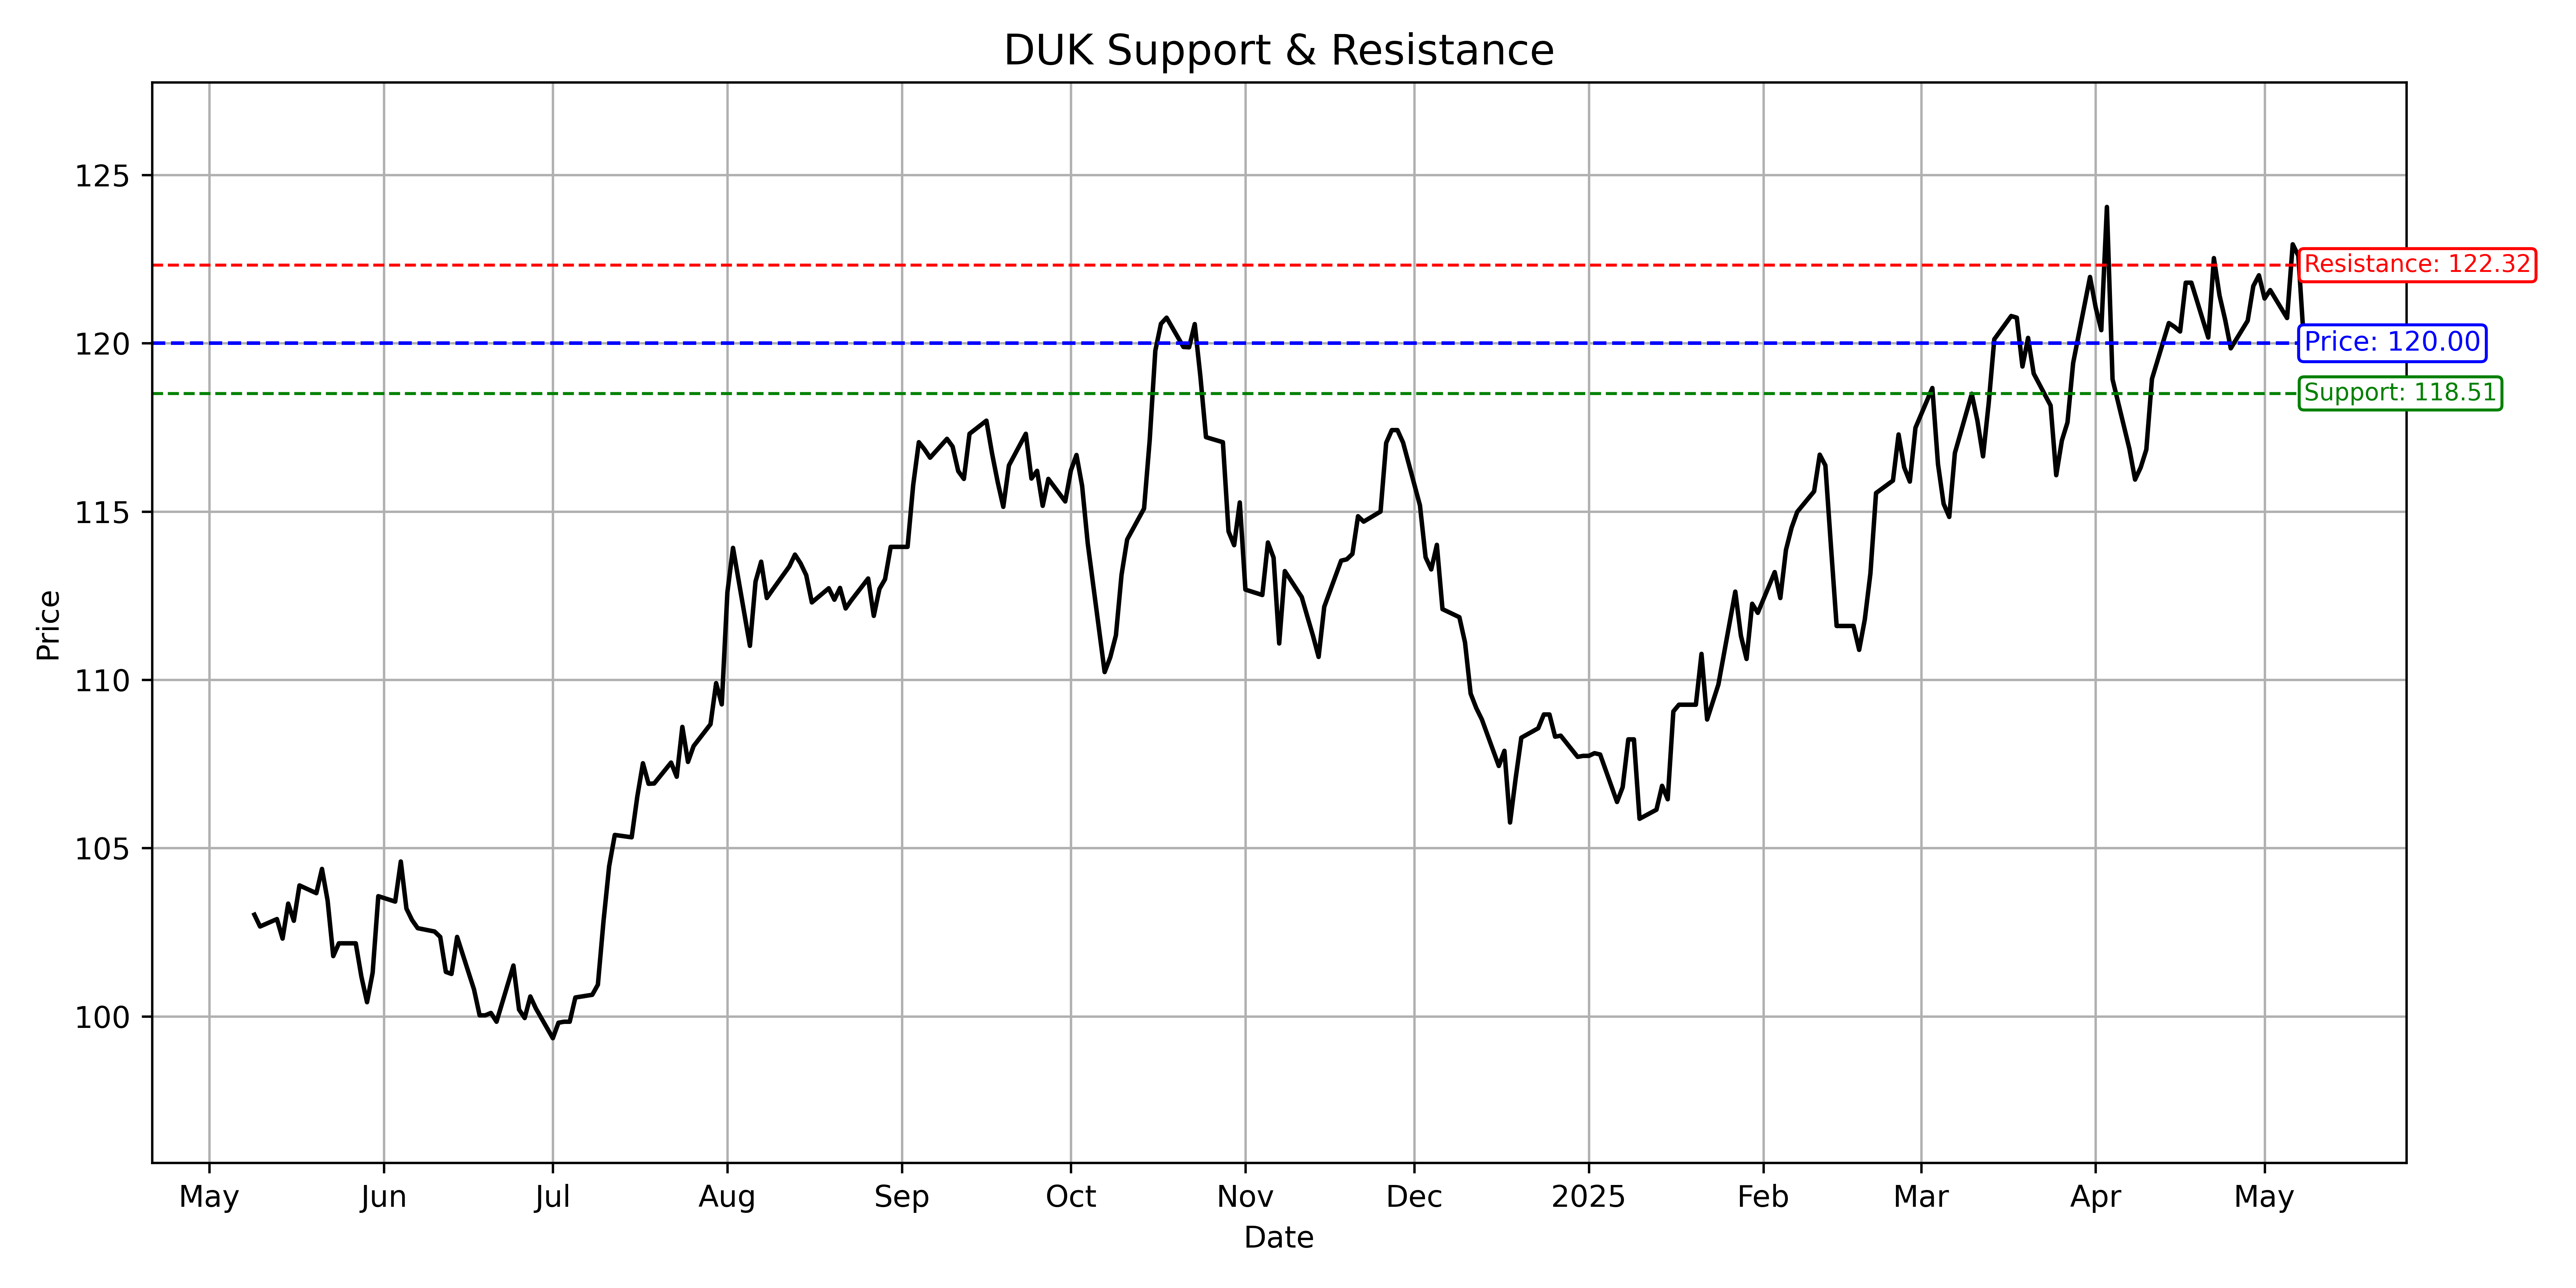 DUK Support & Resistance
125
120
115
110
105
100
Price
Resistance: 122.32
Price: 120.00
Support: 118.51
May Jun Jul Aug Sep Oct Nov Dec 2025 Feb Mar Apr May
Date